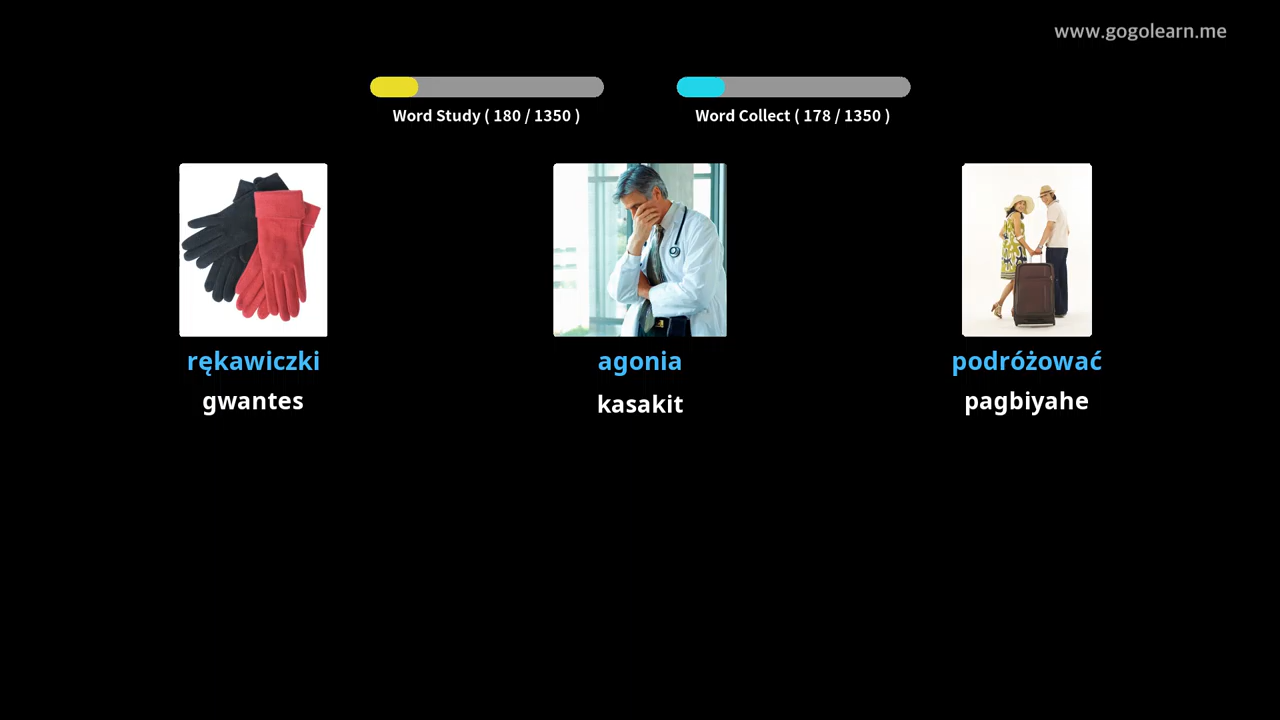 www.gogolearn.me
Word Study ( 180 / 1350 )
Word Collect ( 178 / 1350 )
rękawiczki
agonia
podróżować
gwantes
kasakit
pagbiyahe